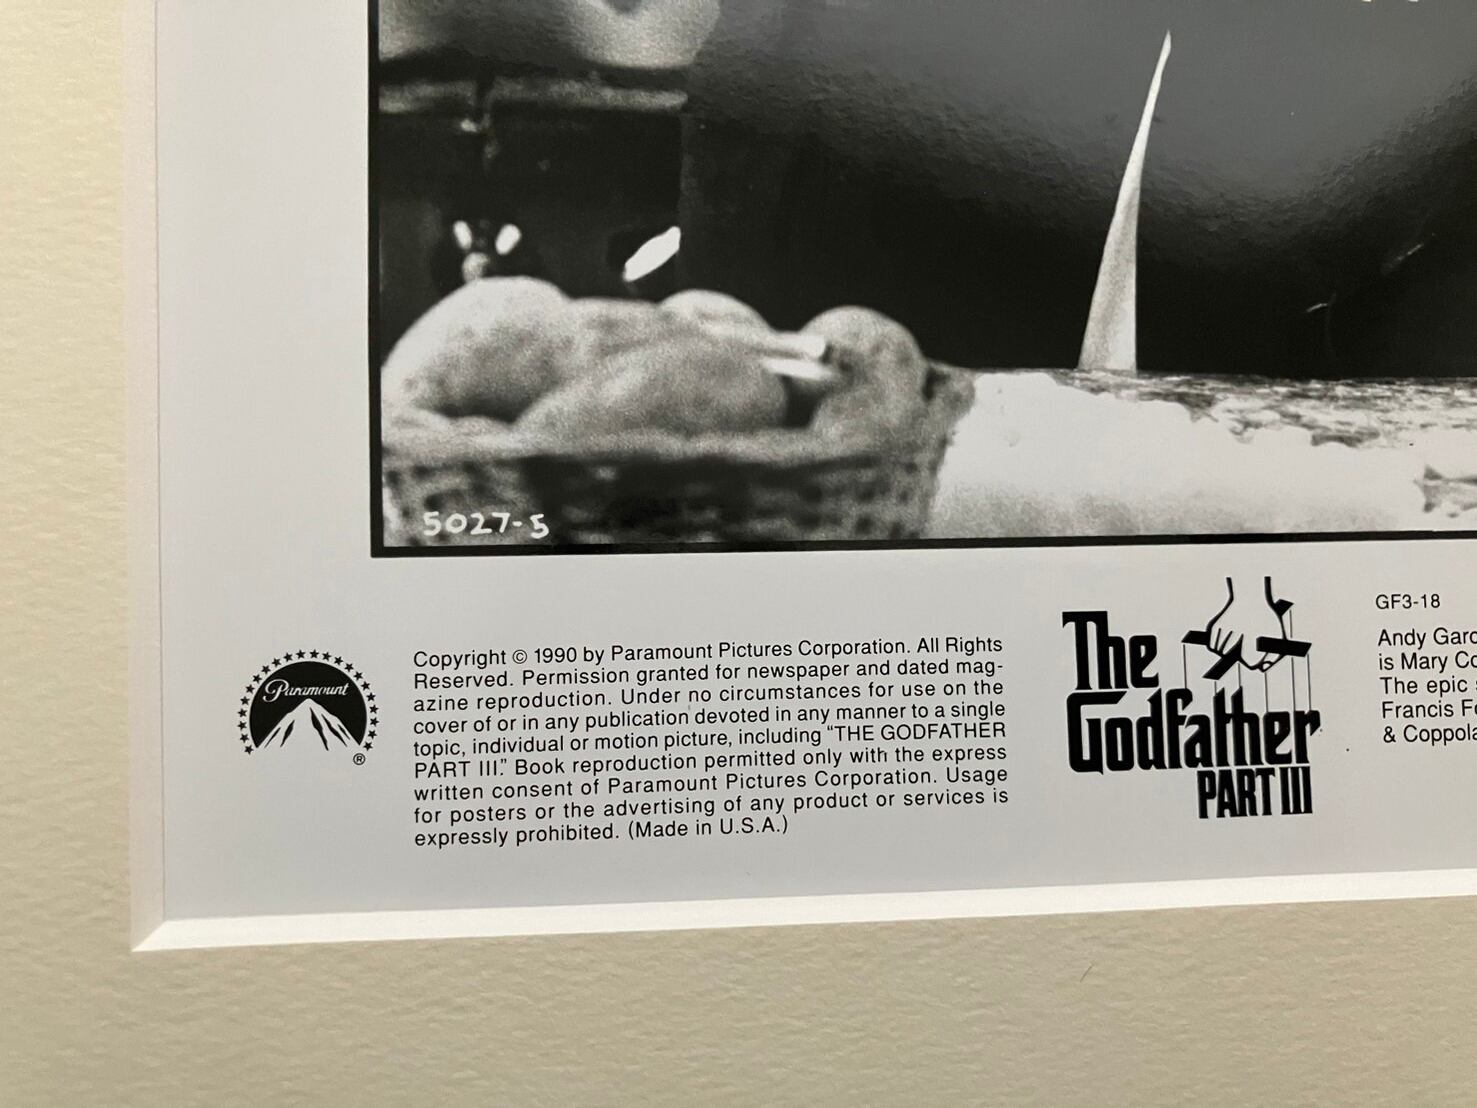 5027-5
Paramount
®
Copyright © 1990 by Paramount Pictures Corporation. All Rights
Reserved. Permission granted for newspaper and dated mag-
azine reproduction. Under no circumstances for use on the
cover of or in any publication devoted in any manner to a single
topic, individual or motion picture, including “THE GODFATHER
PART III.” Book reproduction permitted only with the express
written consent of Paramount Pictures Corporation. Usage
for posters or the advertising of any product or services is
expressly prohibited. (Made in U.S.A.)
The
Godfather
PART III
GF3-18
Andy
is Mary
The epic
Francis
& Coppola